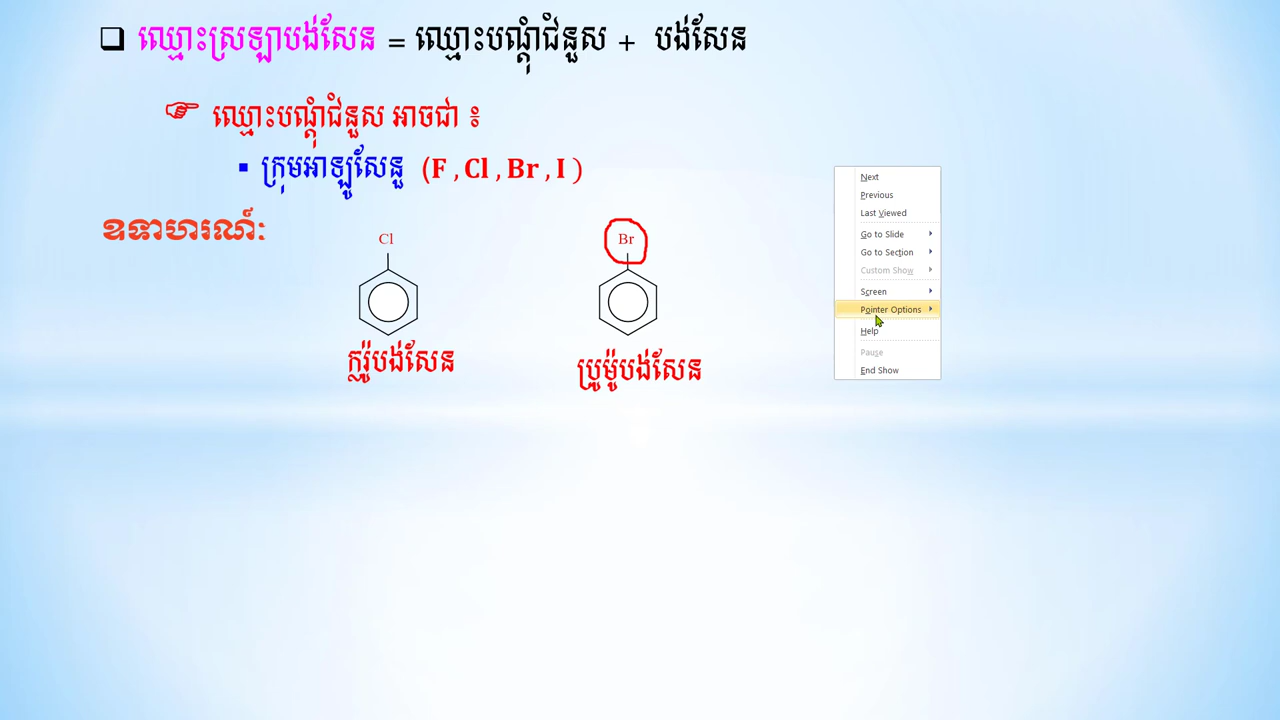 ❑ ឈ្មោះស្រឡាបង់សែន = ឈ្មោះបណ្តុំជំនួស + បង់សែន
☞ ឈ្មោះបណ្តុំជំនួស អាចជា ៖
▪ ក្រុមអាឡូសែនួ (F , Cl , Br , I )
ឧទាហរណ៍:
Cl
Br
ក្លរ៉ូបង់សែន
ប្រូម៉ូបង់សែន
Next
Previous
Last Viewed
Go to Slide
Go to Section
Custom Show
Screen
Pointer Options
Help
Pause
End Show